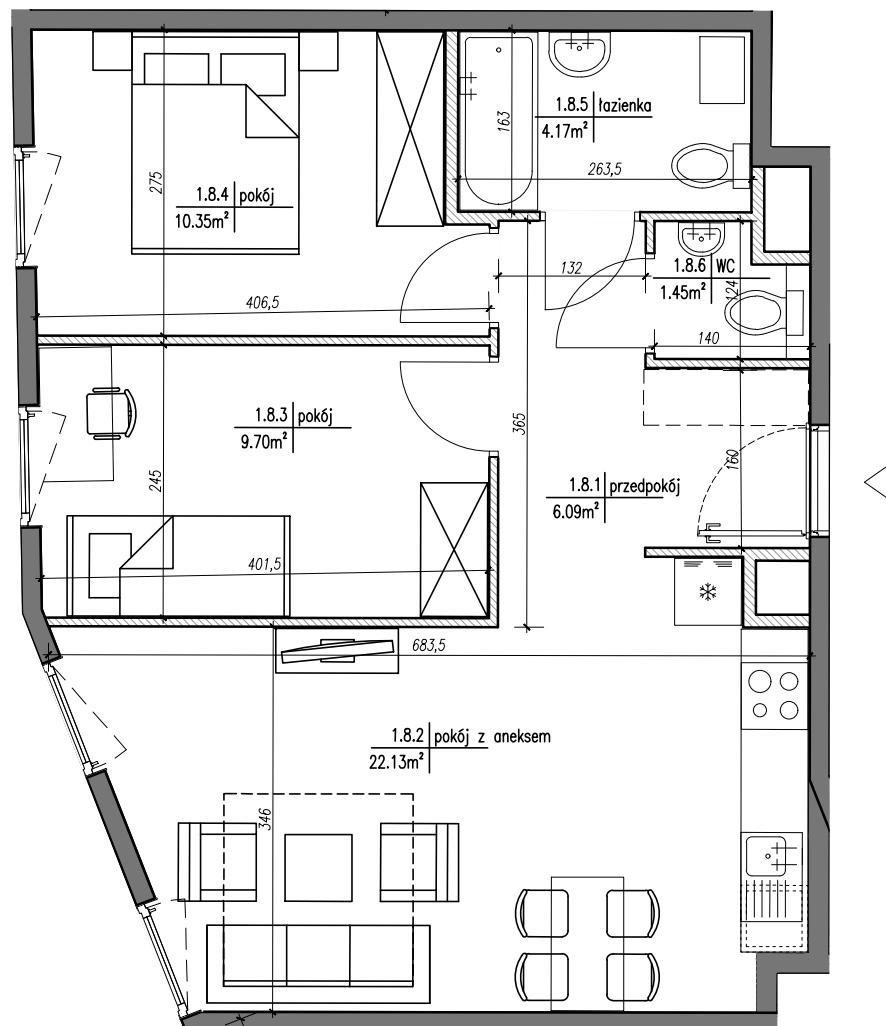 1.8.5 łazienka
4.17m²
163
263,5
275
1.8.4 pokój
10.35m²
1.8.6 WC
1.45m²
124
132
406,5
140
1.8.3 pokój
9.70m²
365
160
245
1.8.1 przedpokój
6.09m²
401,5
683,5
1.8.2 pokój z aneksem
22.13m²
346